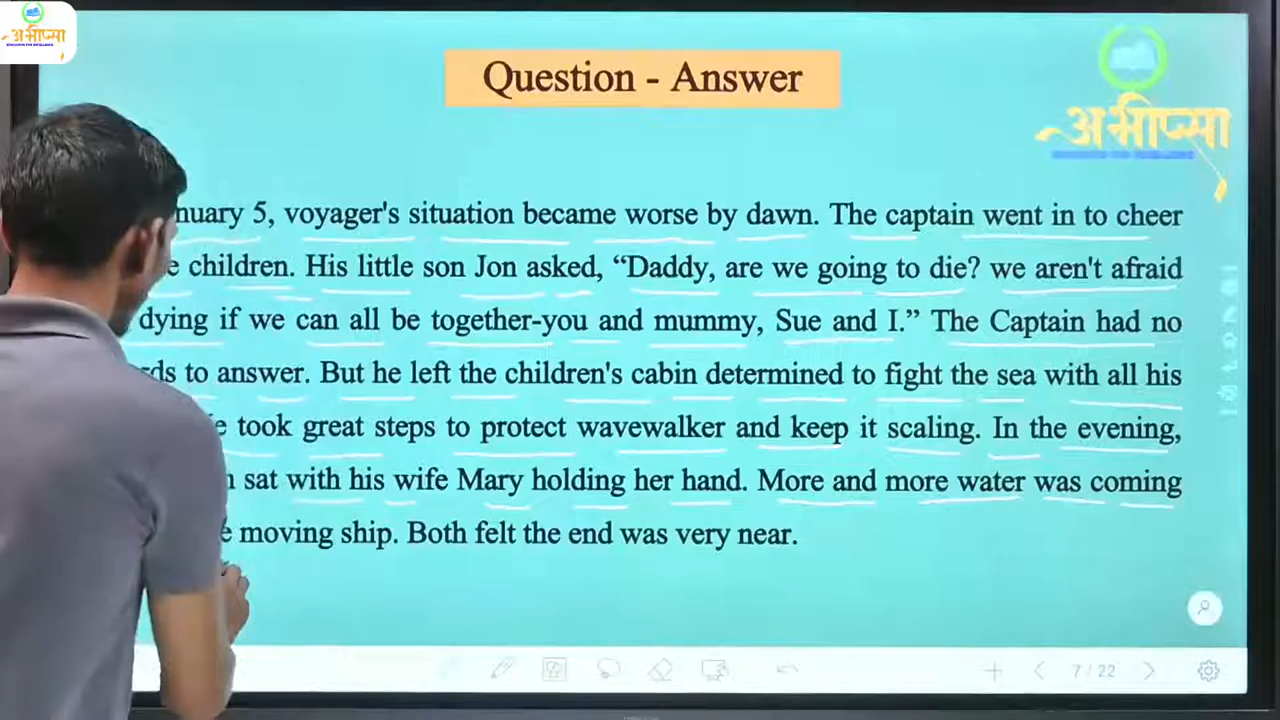 अभीप्सा
EDUCATION FOR EXCELLENCE
Question - Answer
अभीप्सा
nuary 5, voyager's situation became worse by dawn. The captain went in to cheer
e children. His little son Jon asked, “Daddy, are we going to die? we aren't afraid
dying if we can all be together-you and mummy, Sue and I.” The Captain had no
rds to answer. But he left the children's cabin determined to fight the sea with all his
e took great steps to protect wavewalker and keep it scaling. In the evening,
sat with his wife Mary holding her hand. More and more water was coming
e moving ship. Both felt the end was very near.
7 / 22